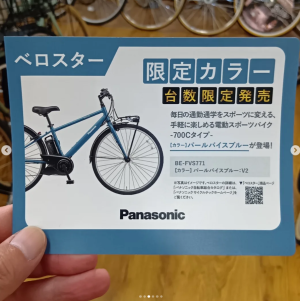 ベロスター
限定カラー
台数限定発売
毎日の通勤通学をスポーツに変える、
手軽に楽しめる電動スポーツバイク
-700Cタイプ-
【カラー】パールバイスブルーが登場!
BE-FVS771
【カラー】パールバイスブルー:V2
Panasonic